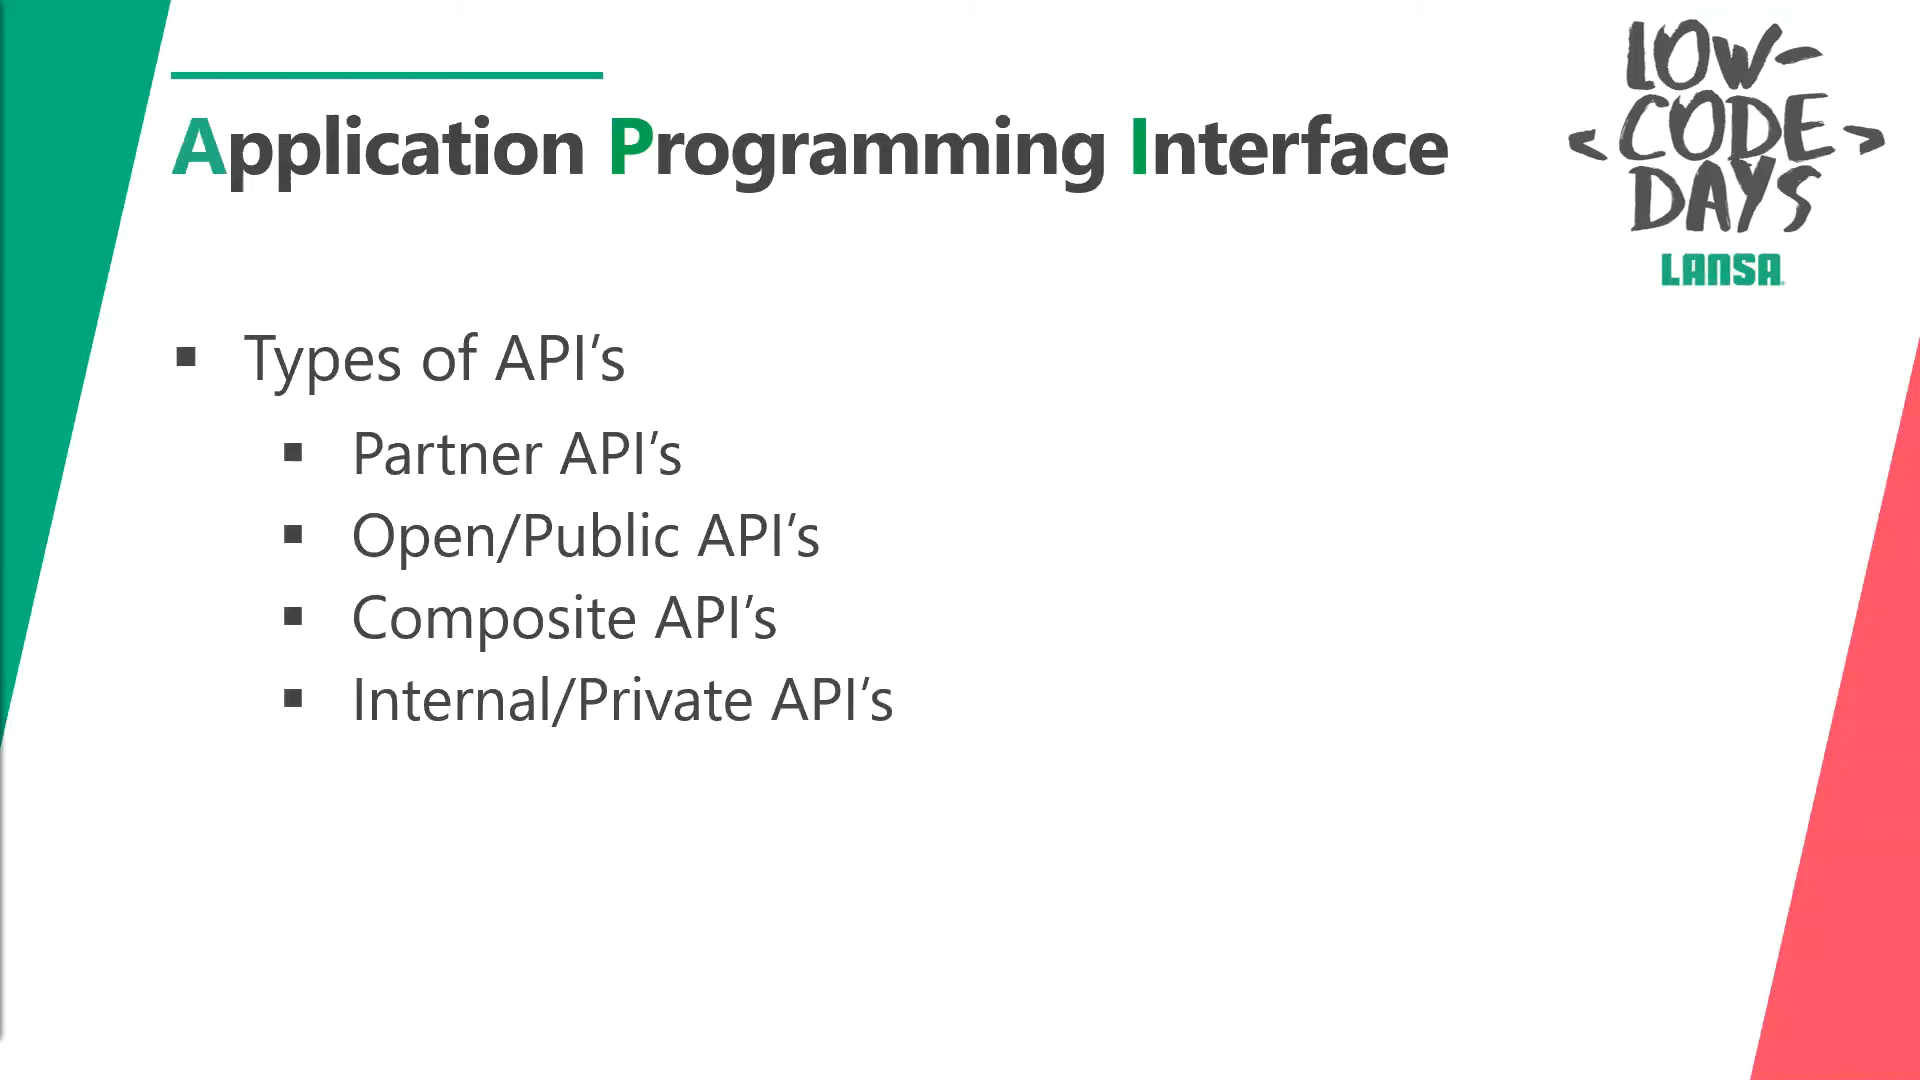 Application Programming Interface
LOW-
<CODE>
DAYS
LANSA
▪ Types of API’s
▪ Partner API’s
▪ Open/Public API’s
▪ Composite API’s
▪ Internal/Private API’s